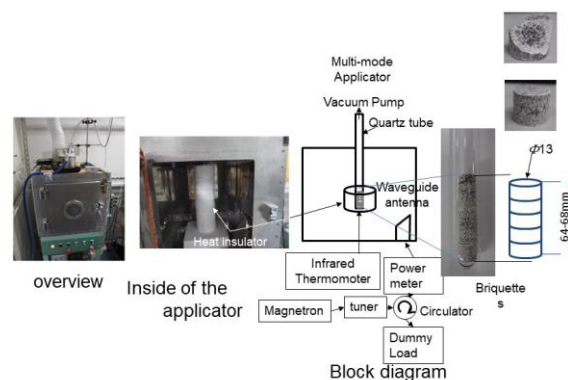 Multi-mode
Applicator
Vacuum Pump
Quartz tube
Φ13
Waveguide
antenna
64-68mm
Heat insulator
overview
Inside of the
applicator
Infrared
Thermometer
Power
meter
Briquette
s
Magnetron
tuner
Circulator
Dummy
Load
Block diagram